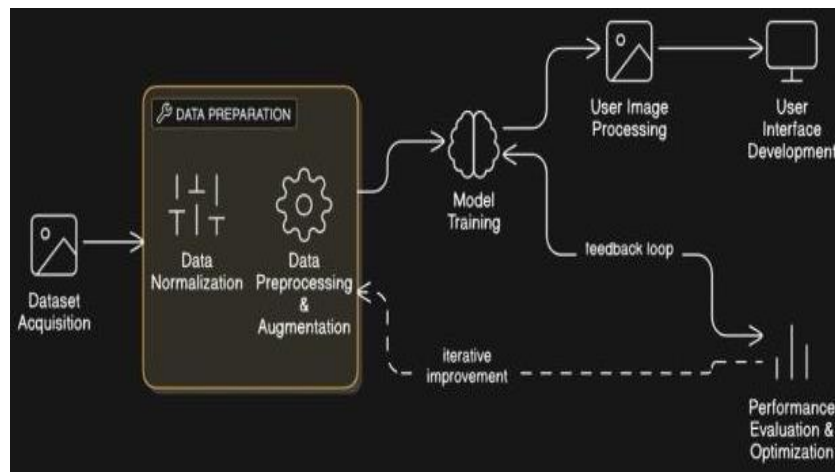 DATA PREPARATION
Dataset
Acquisition
Data
Normalization
Data
Preprocessing
&
Augmentation
Model
Training
User Image
Processing
User
Interface
Development
feedback loop
iterative
improvement
Performance
Evaluation &
Optimization